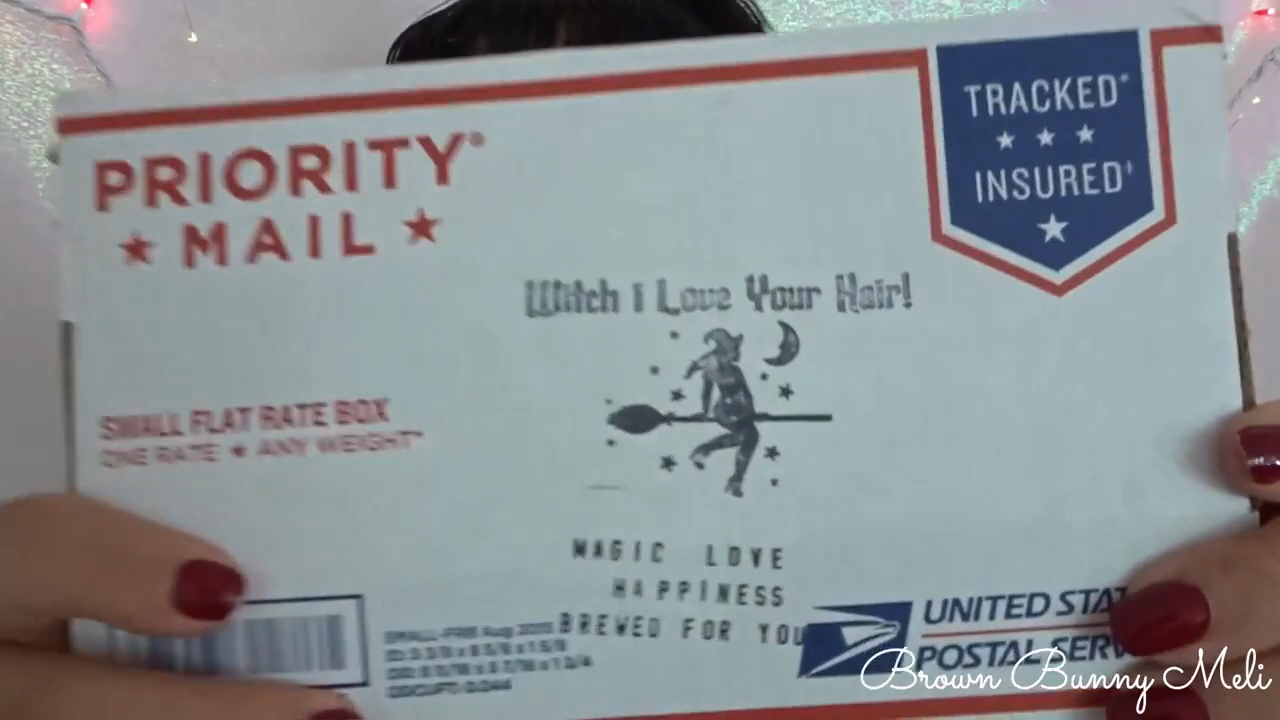 PRIORITY®
★ MAIL ★
TRACKED®
★ ★ ★
INSURED†
★
Witch i Love Your Hair!
SMALL FLAT RATE BOX
ONE RATE ★ ANY WEIGHT*
MAGIC LOVE
HAPPINESS
BREWED FOR YOU
UNITED STA
POSTAL SERV
Brown Bunny Meli